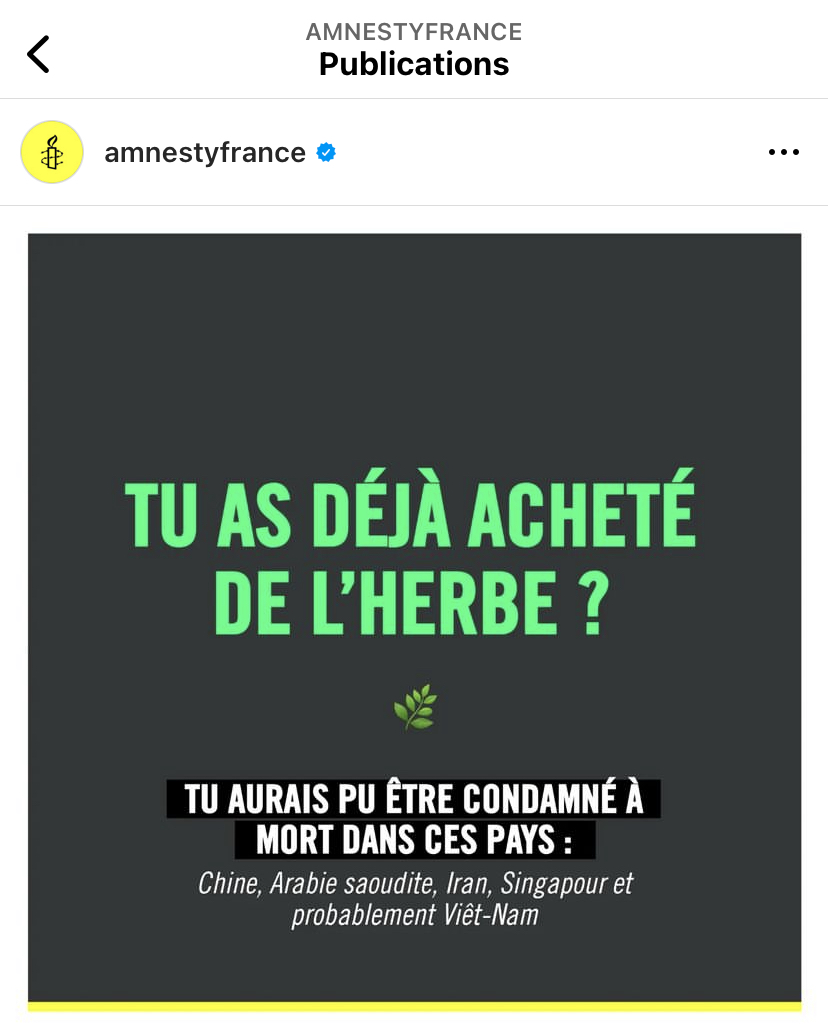 AMNESTYFRANCE
Publications
amnestyfrance
TU AS DÉJÀ ACHETÉ
DE L’HERBE ?
TU AURAIS PU ÊTRE CONDAMNÉ À
MORT DANS CES PAYS :
Chine, Arabie saoudite, Iran, Singapour et
probablement Viêt-Nam